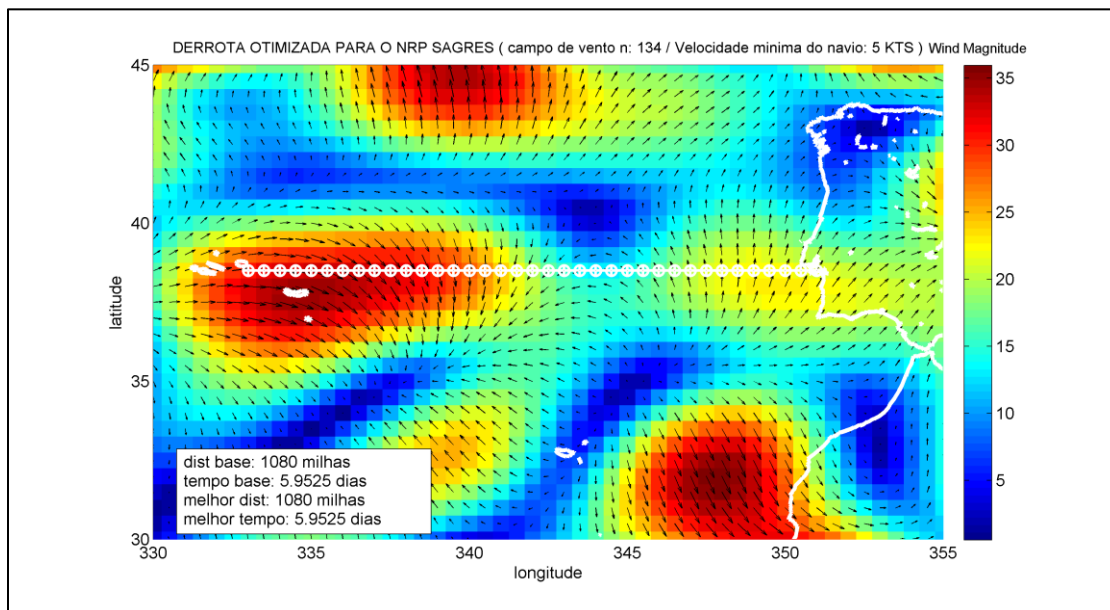 DERROTA OTIMIZADA PARA O NRP SAGRES ( campo de vento n: 134 / Velocidade minima do navio: 5 KTS ) Wind Magnitude
45
40
35
30
latitude
330
335
340
345
350
355
longitude
dist base: 1080 milhas
tempo base: 5.9525 dias
melhor dist: 1080 milhas
melhor tempo: 5.9525 dias
35
30
25
20
15
10
5